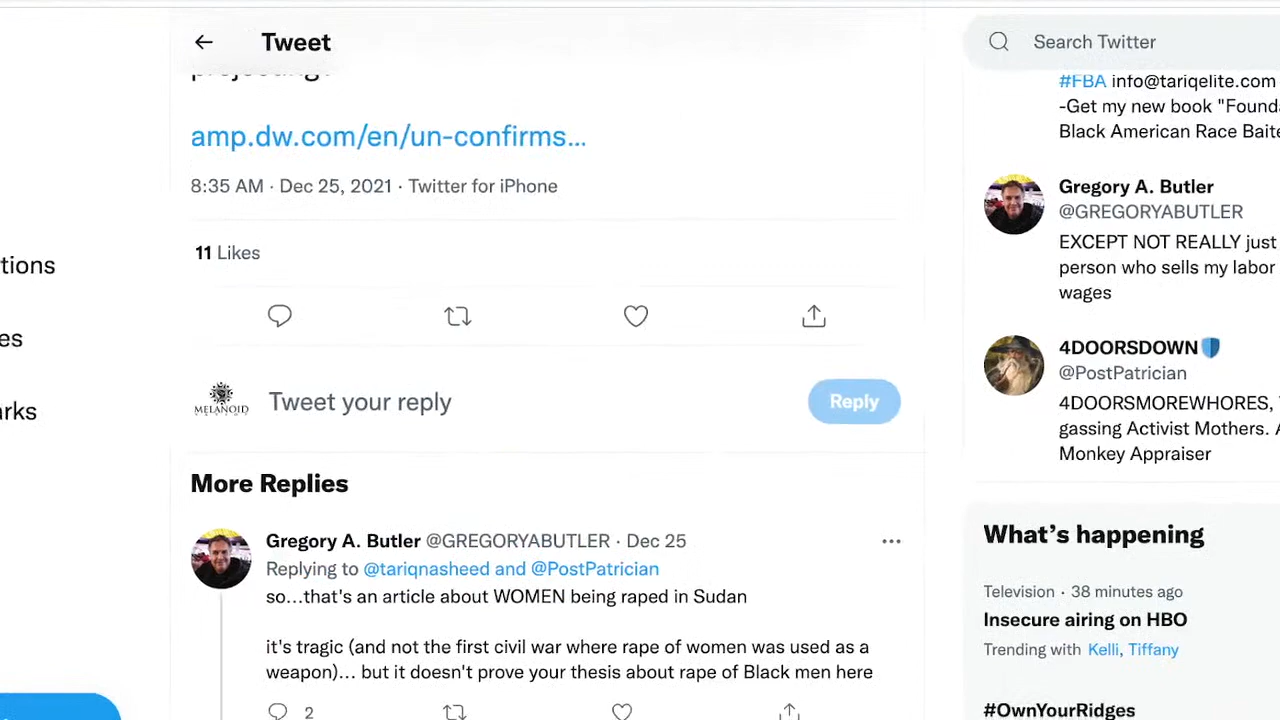 Tweet
Search Twitter
projecting?
amp.dw.com/en/un-confirms...
8:35 AM · Dec 25, 2021 · Twitter for iPhone
11 Likes
MELANOID
Tweet your reply
Reply
More Replies
Gregory A. Butler @GREGORYABUTLER · Dec 25
Replying to @tariqnasheed and @PostPatrician
so...that's an article about WOMEN being raped in Sudan
it's tragic (and not the first civil war where rape of women was used as a
weapon)... but it doesn't prove your thesis about rape of Black men here
2
tions
es
arks
#FBA info@tariqelite.com
-Get my new book "Founda
Black American Race Baite
Gregory A. Butler
@GREGORYABUTLER
EXCEPT NOT REALLY just
person who sells my labor
wages
4DOORSDOWN
@PostPatrician
4DOORSMOREWHORES,
gassing Activist Mothers. A
Monkey Appraiser
What's happening
Television · 38 minutes ago
Insecure airing on HBO
Trending with Kelli, Tiffany
#OwnYourRidges